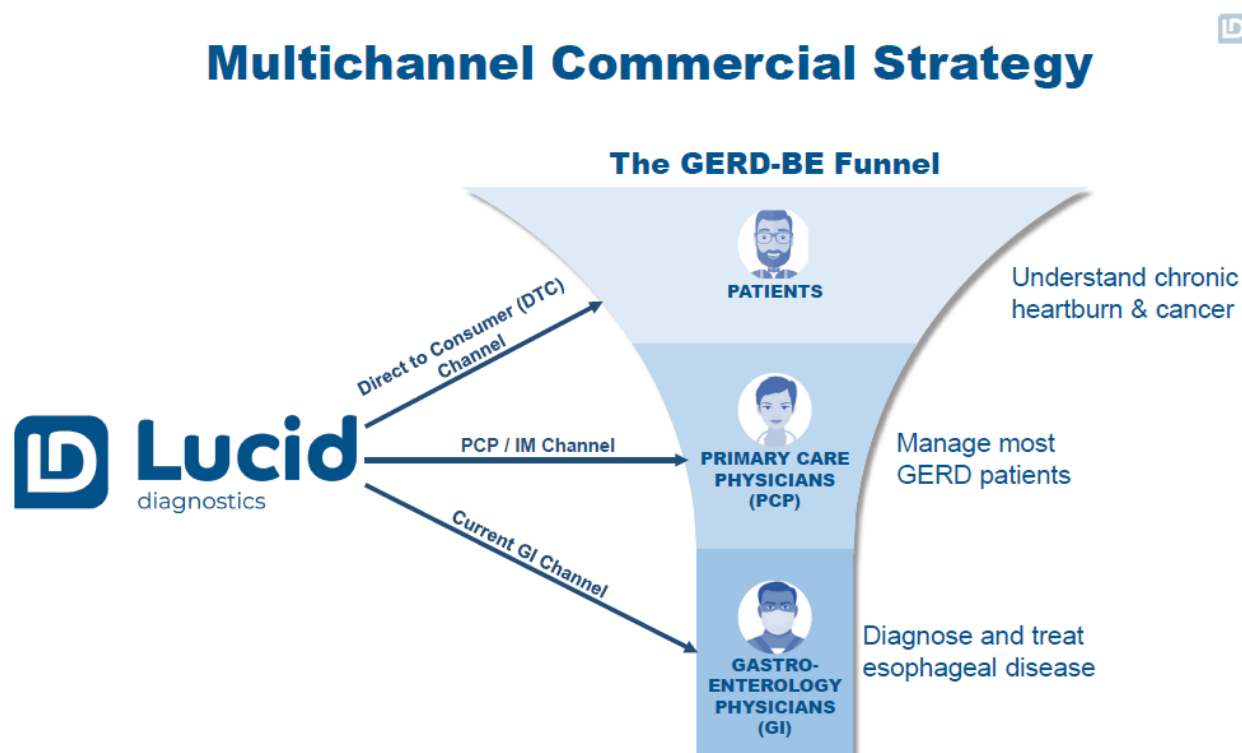 LD
Multichannel Commercial Strategy
The GERD-BE Funnel
PATIENTS
Understand chronic
heartburn & cancer
Direct to Consumer (DTC)
Channel
LD Lucid
diagnostics
PCP / IM Channel
PRIMARY CARE
PHYSICIANS
(PCP)
Manage most
GERD patients
Current GI Channel
GASTRO-
ENTEROLOGY
PHYSICIANS
(GI)
Diagnose and treat
esophageal disease